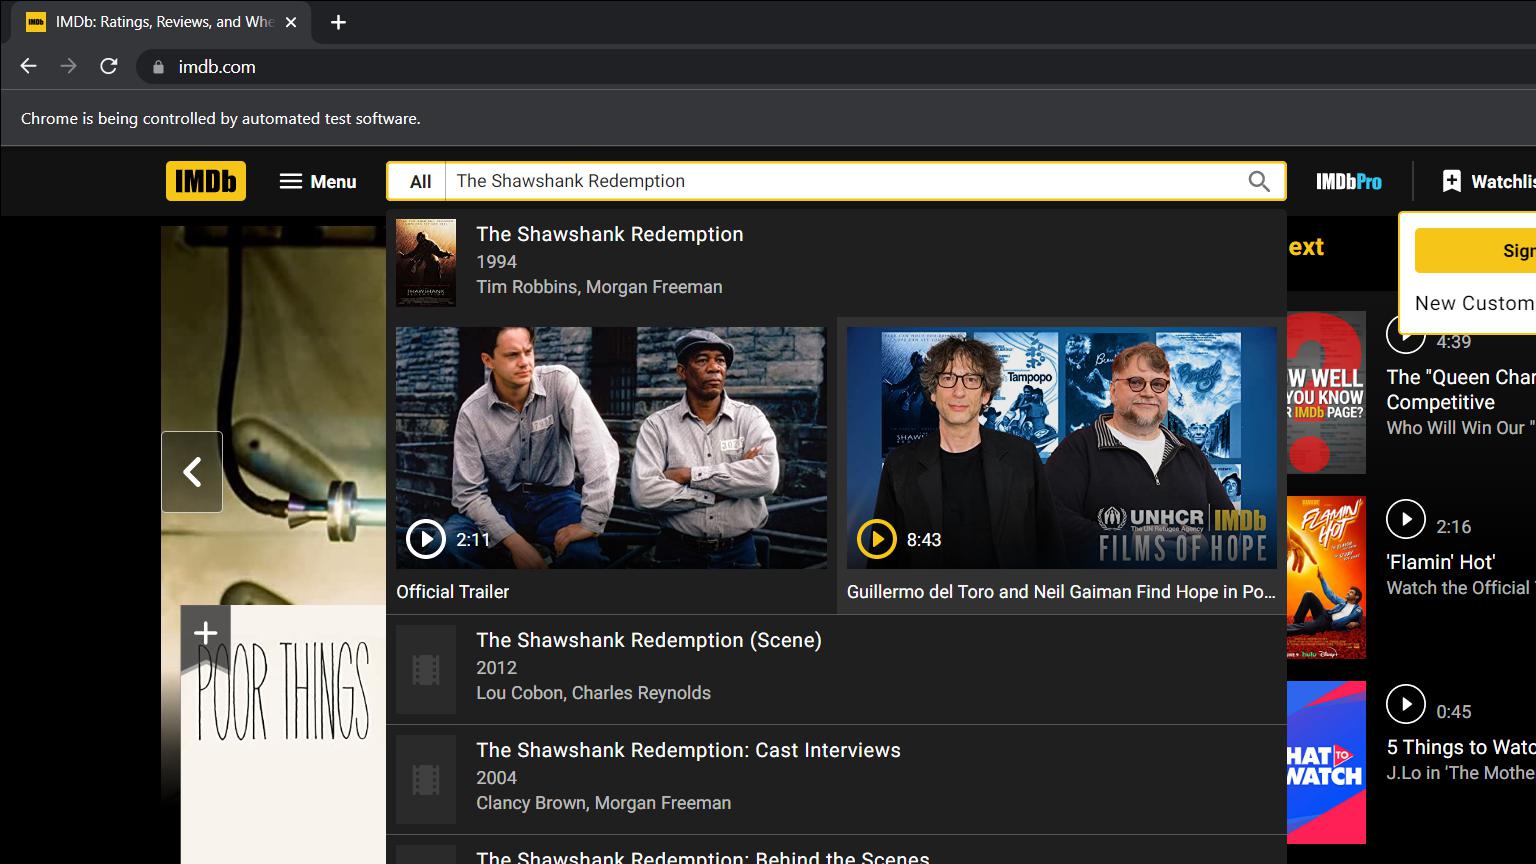 IMDb: Ratings, Reviews, and Whe
imdb.com
Chrome is being controlled by automated test software.
IMDb
Menu
All
The Shawshank Redemption
IMDbPro
Watchlis
The Shawshank Redemption
1994
Tim Robbins, Morgan Freeman
ext
Sign
New Custom
2:11
Official Trailer
Tampopo
UNHCR
The UN Refugee Agency
IMDb
FILMS OF HOPE
8:43
Guillermo del Toro and Neil Gaiman Find Hope in Po...
W WELL
YOU KNOW
R IMDb PAGE?
4:39
The "Queen Char
Competitive
Who Will Win Our "
FLAMIN'
HOT
hulu
Disney+
2:16
'Flamin' Hot'
Watch the Official
POOR THINGS
The Shawshank Redemption (Scene)
2012
Lou Cobon, Charles Reynolds
The Shawshank Redemption: Cast Interviews
2004
Clancy Brown, Morgan Freeman
The Shawshank Redemption: Behind the Scenes
HAT TO
WATCH
0:45
5 Things to Watc
J.Lo in 'The Mothe